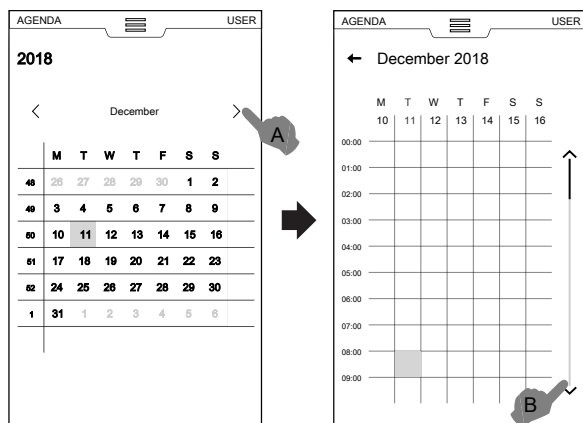 AGENDA USER
2018
December
A
M T W T F S S
48 26 27 28 29 30 1 2
49 3 4 5 6 7 8 9
50 10 11 12 13 14 15 16
51 17 18 19 20 21 22 23
52 24 25 26 27 28 29 30
1 31 1 2 3 4 5 6
AGENDA USER
December 2018
M T W T F S S
10 11 12 13 14 15 16
00:00
01:00
02:00
03:00
04:00
05:00
06:00
07:00
08:00
09:00
B